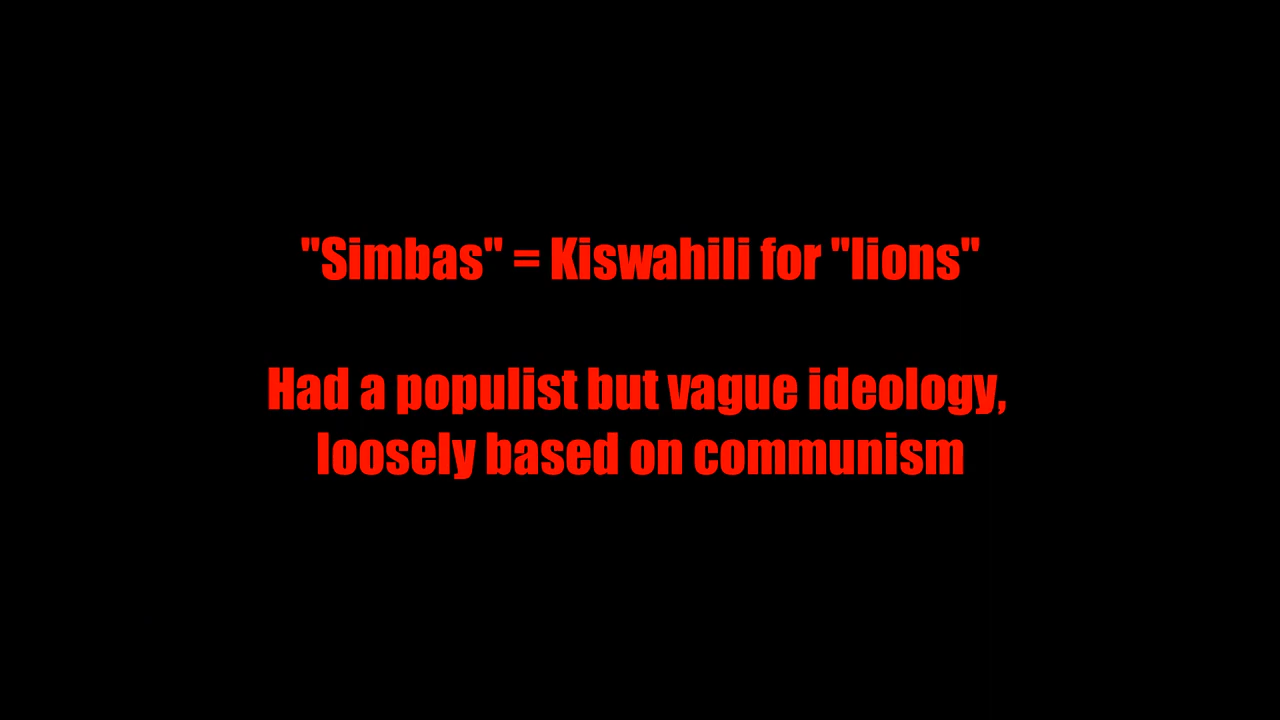 "Simbas" = Kiswahili for "lions"
Had a populist but vague ideology,
loosely based on communism